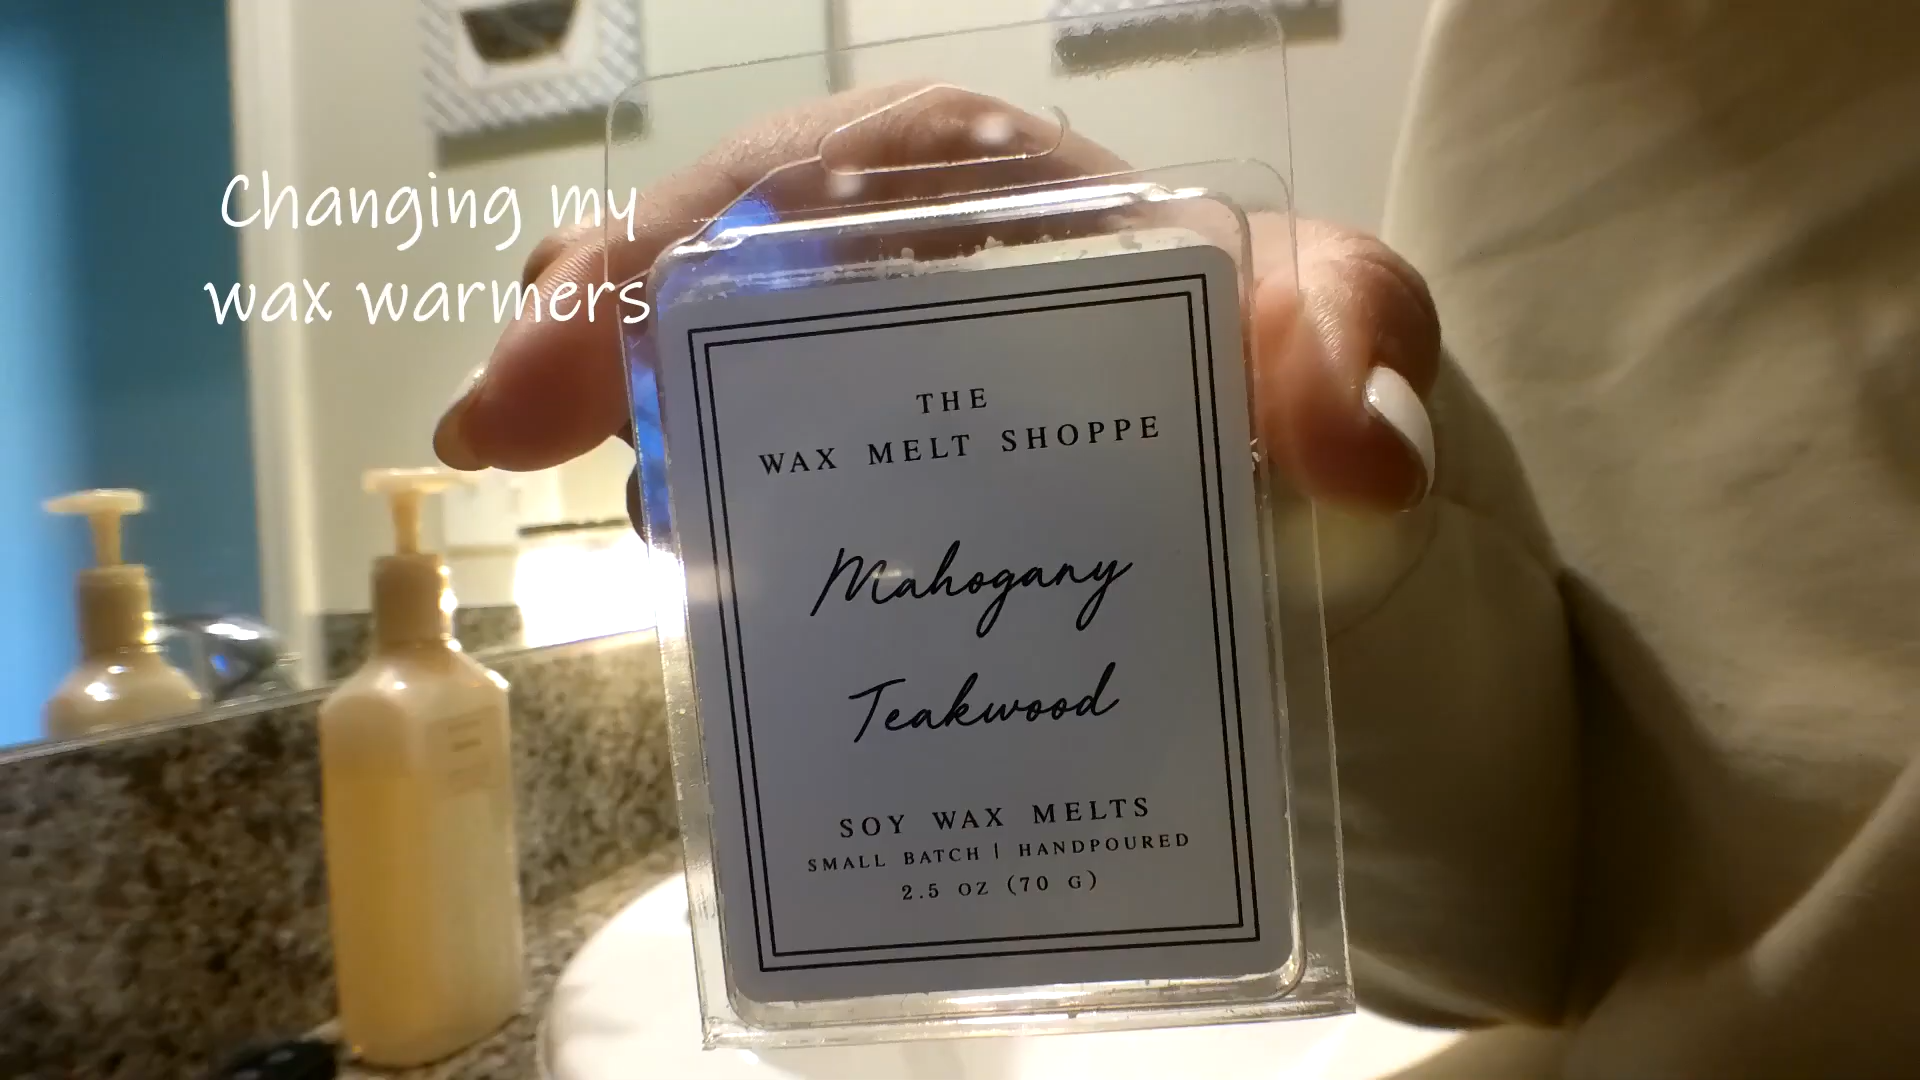 Changing my
wax warmers
THE
WAX MELT SHOPPE
Mahogany
Teakwood
SOY WAX MELTS
SMALL BATCH | HANDPOURED
2.5 OZ (70 G)